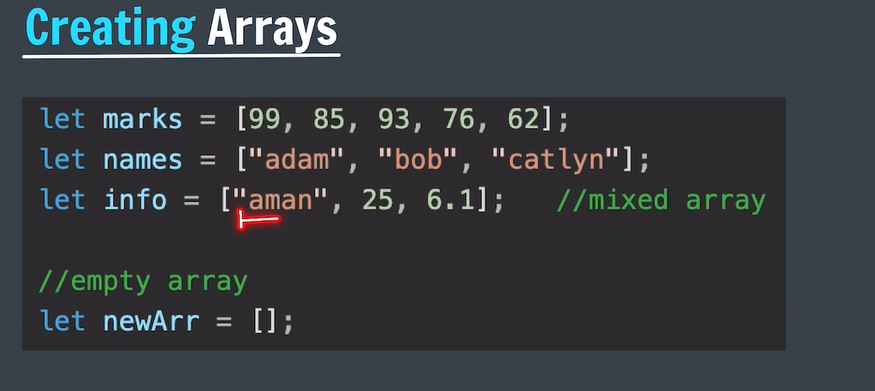 Creating Arrays
let marks = [99, 85, 93, 76, 62];
let names = ["adam", "bob", "catlyn"];
let info = ["aman", 25, 6.1];   //mixed array
//empty array
let newArr = [];